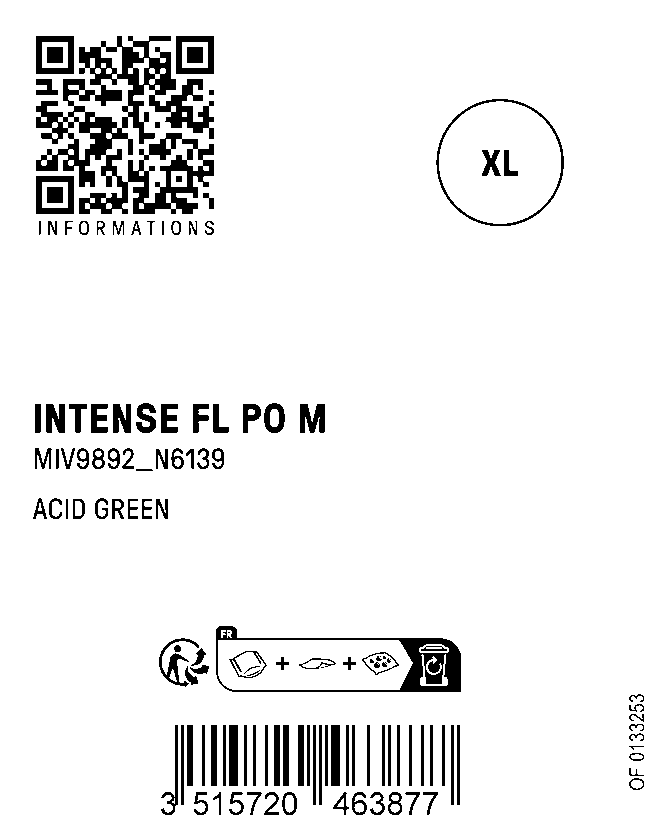 INFORMATIONS
XL
INTENSE FL PO M
MIV9892_N6139
ACID GREEN
FR
3 515720 463877
OF 0133253